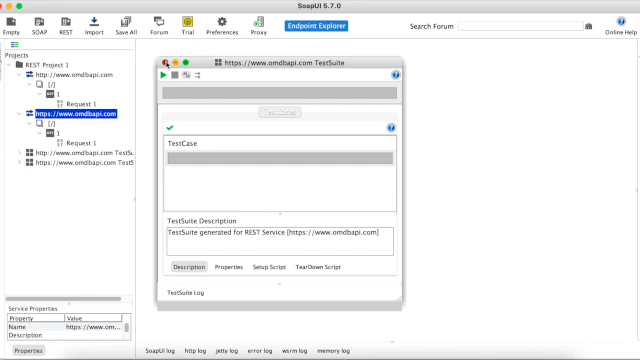 SoapUI 5.7.0
Empty SOAP REST Import Save All Forum Trial Preferences Proxy Endpoint Explorer Search Forum Online Help
Projects
REST Project 1
http://www.omdbapi.com
[/]
1
Request 1
https://www.omdbapi.com
[/]
1
Request 1
http://www.omdbapi.com TestSu
https://www.omdbapi.com TestS
https://www.omdbapi.com TestSuite
TestCases
TestCase
TestSuite Description
TestSuite generated for REST Service [https://www.omdbapi.com]
Description Properties Setup Script TearDown Script
TestSuite Log
Service Properties
Property Value
Name https://www.om...
Description
Properties
SoapUI log http log jetty log error log wsrm log memory log